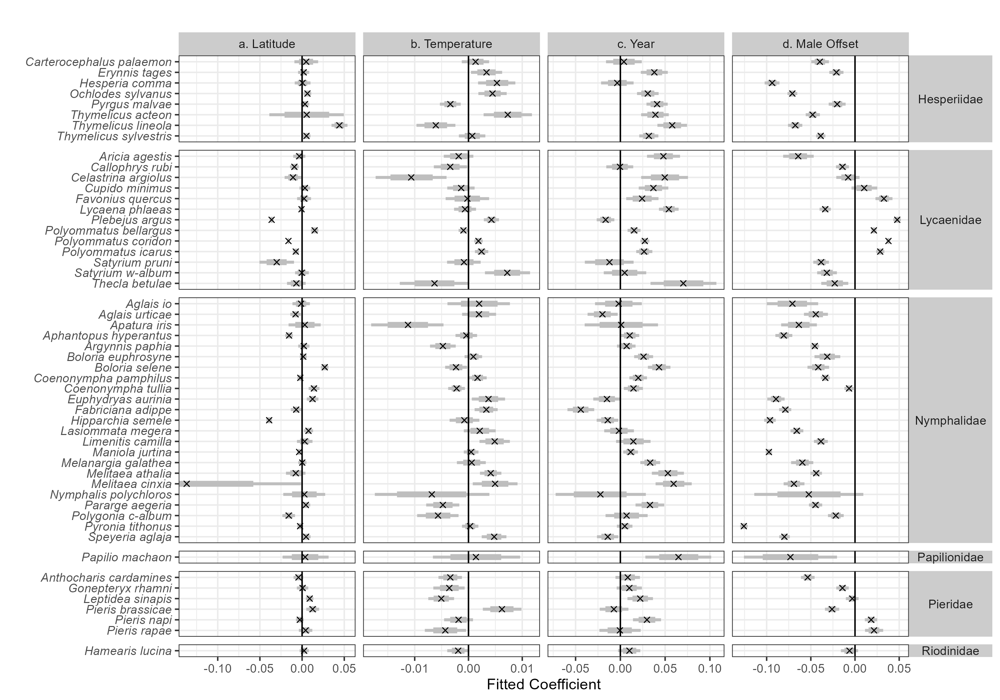 a. Latitude b. Temperature c. Year d. Male Offset
Carterocephalus palaemon
Erynnis tages
Hesperia comma
Ochlodes sylvanus
Pyrgus malvae
Thymelicus acteon
Thymelicus lineola
Thymelicus sylvestris
Hesperiidae
Aricia agestis
Callophrys rubi
Celastrina argiolus
Cupido minimus
Favonius quercus
Lycaena phlaeas
Plebejus argus
Polyommatus bellargus
Polyommatus coridon
Polyommatus icarus
Satyrium pruni
Satyrium w-album
Thecla betulae
Lycaenidae
Aglais io
Aglais urticae
Apatura iris
Aphantopus hyperantus
Argynnis paphia
Boloria euphrosyne
Boloria selene
Coenonympha pamphilus
Coenonympha tullia
Euphydryas aurinia
Fabriciana adippe
Hipparchia semele
Lasiommata megera
Limenitis camilla
Maniola jurtina
Melanargia galathea
Melitaea athalia
Melitaea cinxia
Nymphalis polychloros
Pararge aegeria
Polygonia c-album
Pyronia tithonus
Speyeria aglaja
Nymphalidae
Papilio machaon
Papilionidae
Anthocharis cardamines
Gonepteryx rhamni
Leptidea sinapis
Pieris brassicae
Pieris napi
Pieris rapae
Pieridae
Hamearis lucina
Riodinidae
-0.10 -0.05 0.00 0.05 -0.01 0.00 0.01 -0.05 0.00 0.05 0.10 -0.10 -0.05 0.00 0.05
Fitted Coefficient